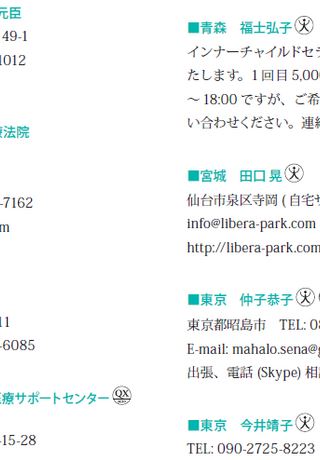 元臣
49-1
1012
療法院
-7162
m
11
-6085
療サポートセンター QX
-15-28
■青森　福士弘子
インナーチャイルドセ
たします。1 回目 5,00
～ 18:00 ですが、ご希
い合わせください。連
■宮城　田口 晃
仙台市泉区寺岡 ( 自宅
info@libera-park.com
http://libera-park.com
■東京　仲子恭子
東京都昭島市　TEL: 0
E-mail: mahalo.sena@
出張、電話 (Skype) 相
■東京　今井靖子
TEL: 090-2725-8223